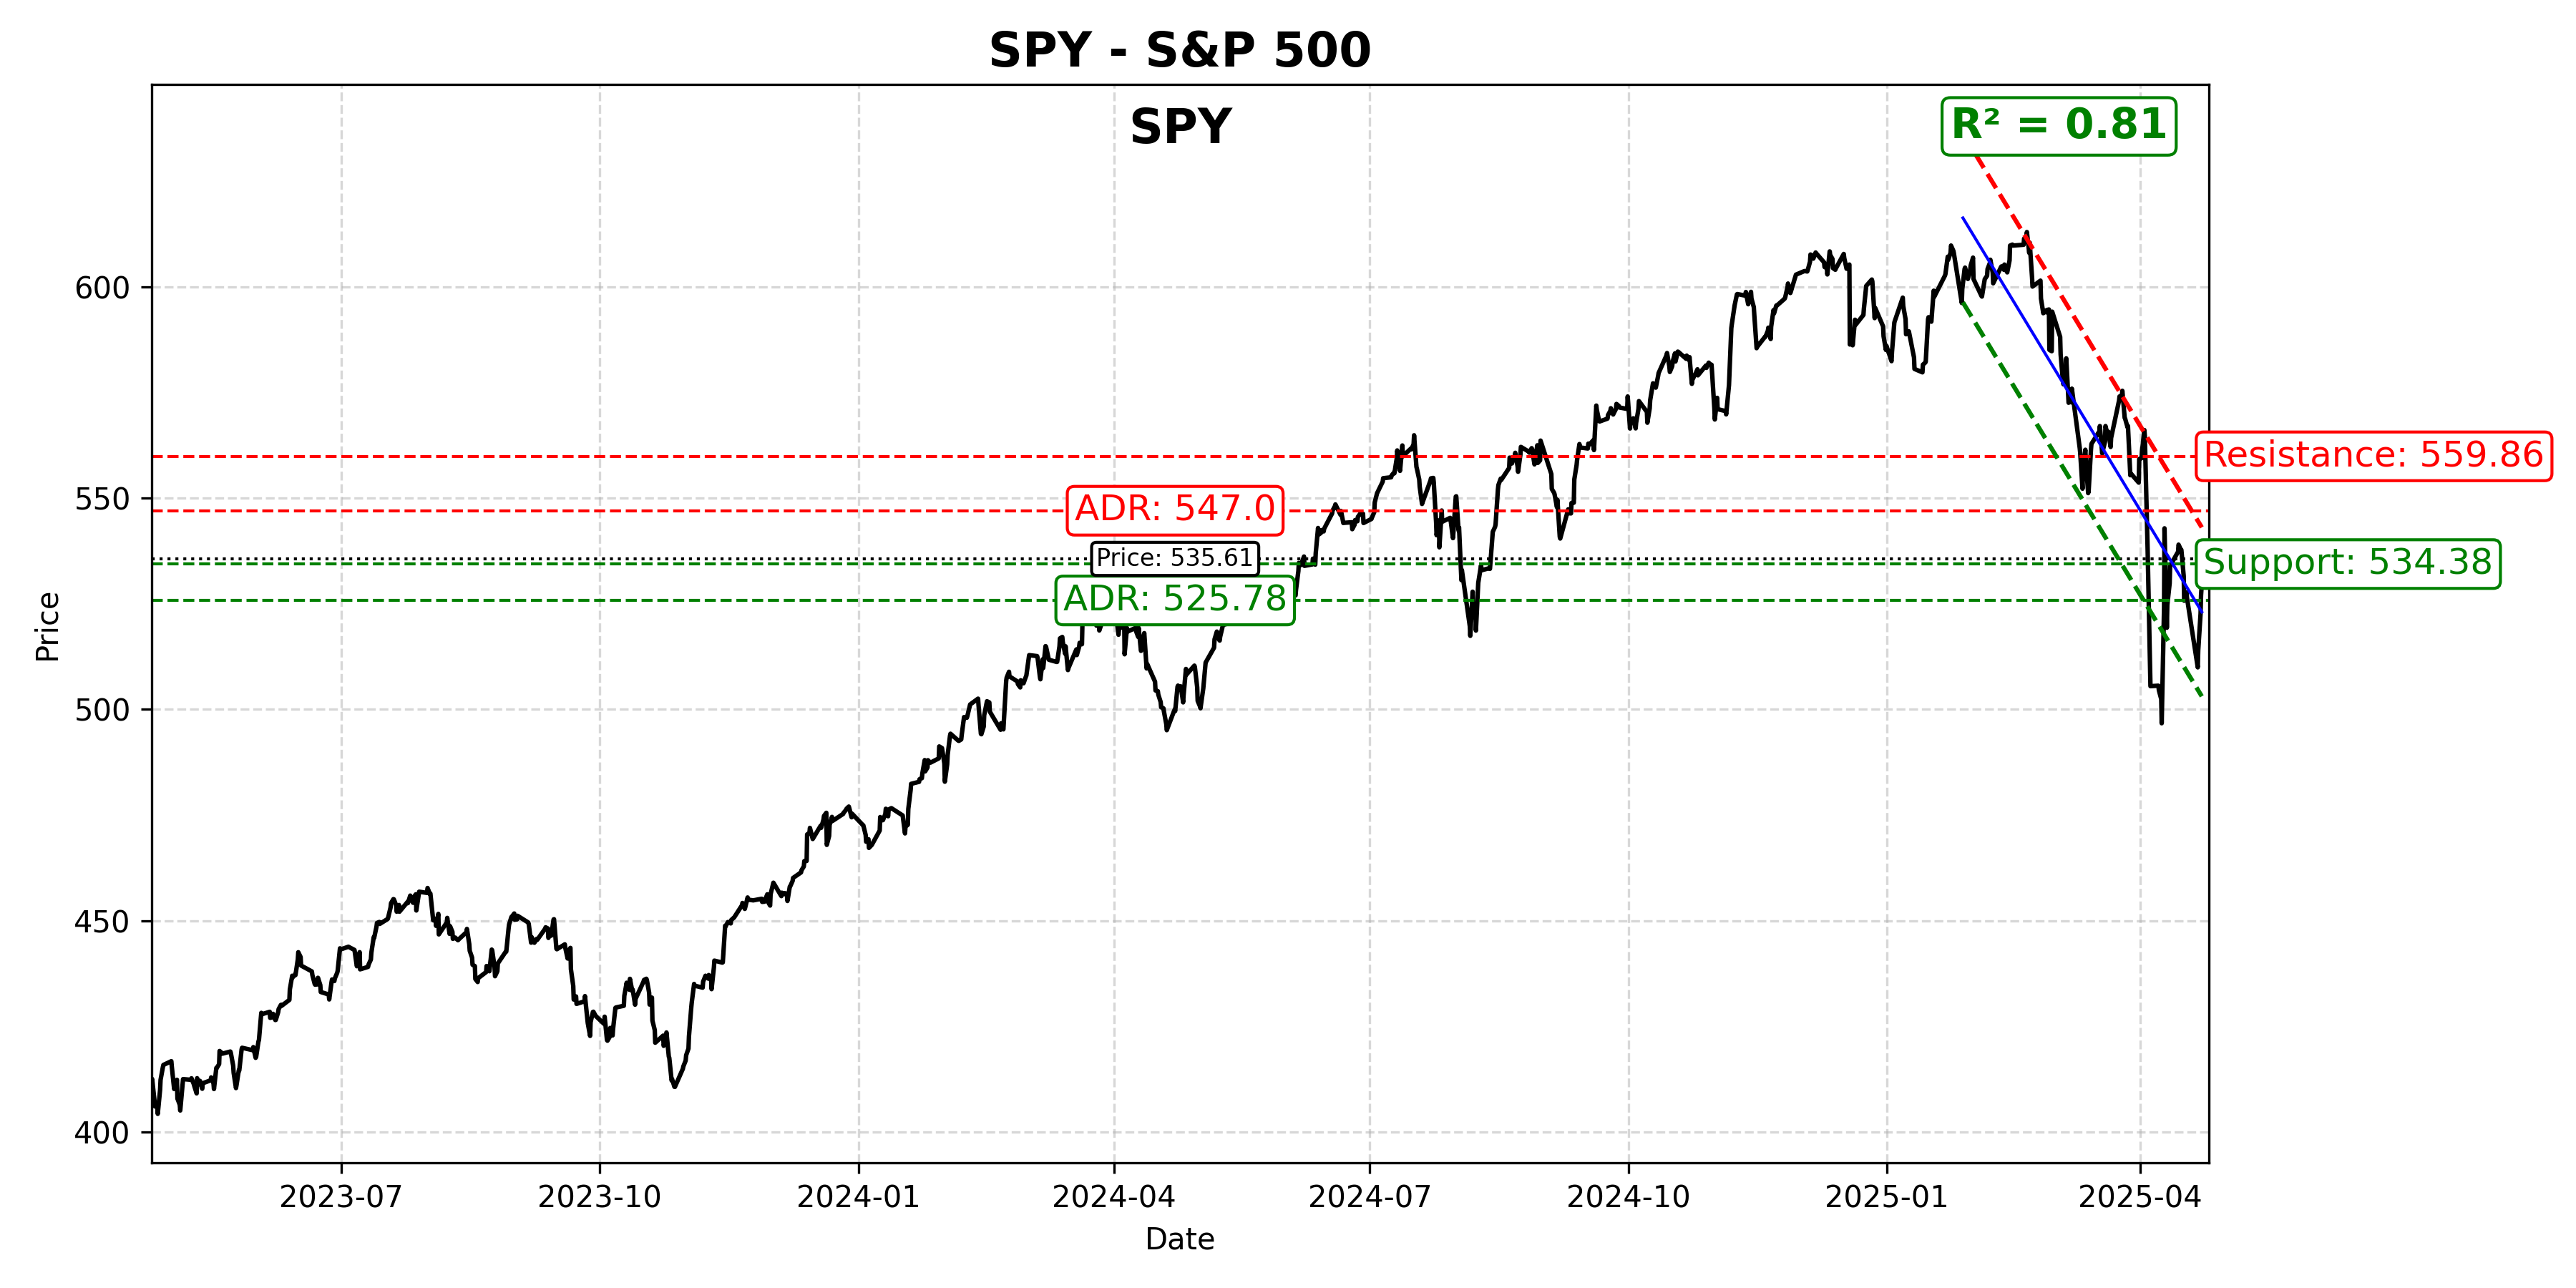 SPY - S&P 500
SPY
R² = 0.81
600
550
500
450
400
Price
Resistance: 559.86
ADR: 547.0
Price: 535.61
Support: 534.38
ADR: 525.78
2023-07
2023-10
2024-01
2024-04
2024-07
2024-10
2025-01
2025-04
Date